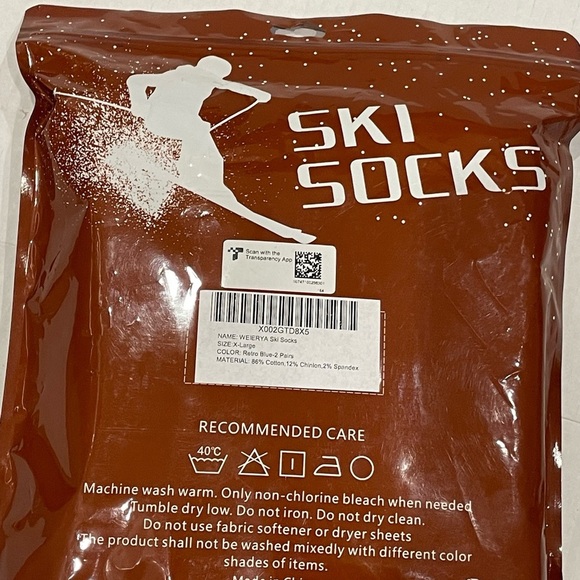 SKI
SOCKS
Scan with the
Transparency App
X002GTD8X5
NAME: WEIERYA Ski Socks
SIZE:X-Large
COLOR: Retro Blue-2 Pairs
MATERIAL: 86% Cotton,12% Chinlon,2% Spandex
RECOMMENDED CARE
40℃
Machine wash warm. Only non-chlorine bleach when needed
Tumble dry low. Do not iron. Do not dry clean.
Do not use fabric softener or dryer sheets
The product shall not be washed mixedly with different color
shades of items.
Made in